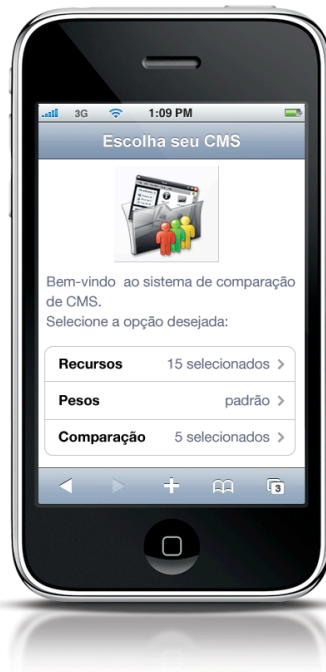 3G 1:09 PM
Escolha seu CMS
Bem-vindo ao sistema de comparação
de CMS.
Selecione a opção desejada:
Recursos 15 selecionados >
Pesos padrão >
Comparação 5 selecionados >
3